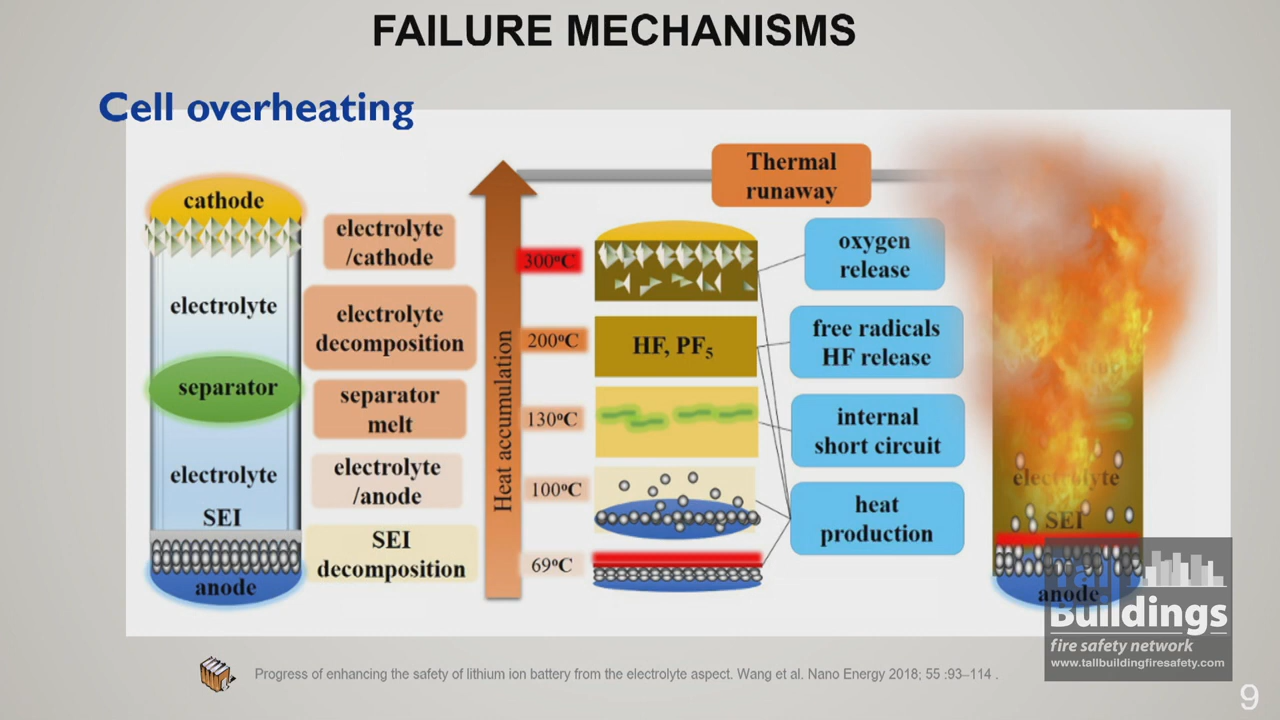 FAILURE MECHANISMS
Cell overheating
cathode
electrolyte
separator
electrolyte
SEI
anode
electrolyte
/cathode
electrolyte
decomposition
separator
melt
electrolyte
/anode
SEI
decomposition
Heat accumulation
300°C
200°C
130°C
100°C
69°C
HF, PF₅
Thermal
runaway
oxygen
release
free radicals
HF release
internal
short circuit
heat
production
electrolyte
SEI
anode
Tall
Buildings
fire safety network
www.tallbuildingfiresafety.com
Progress of enhancing the safety of lithium ion battery from the electrolyte aspect. Wang et al. Nano Energy 2018; 55 :93–114 .
9